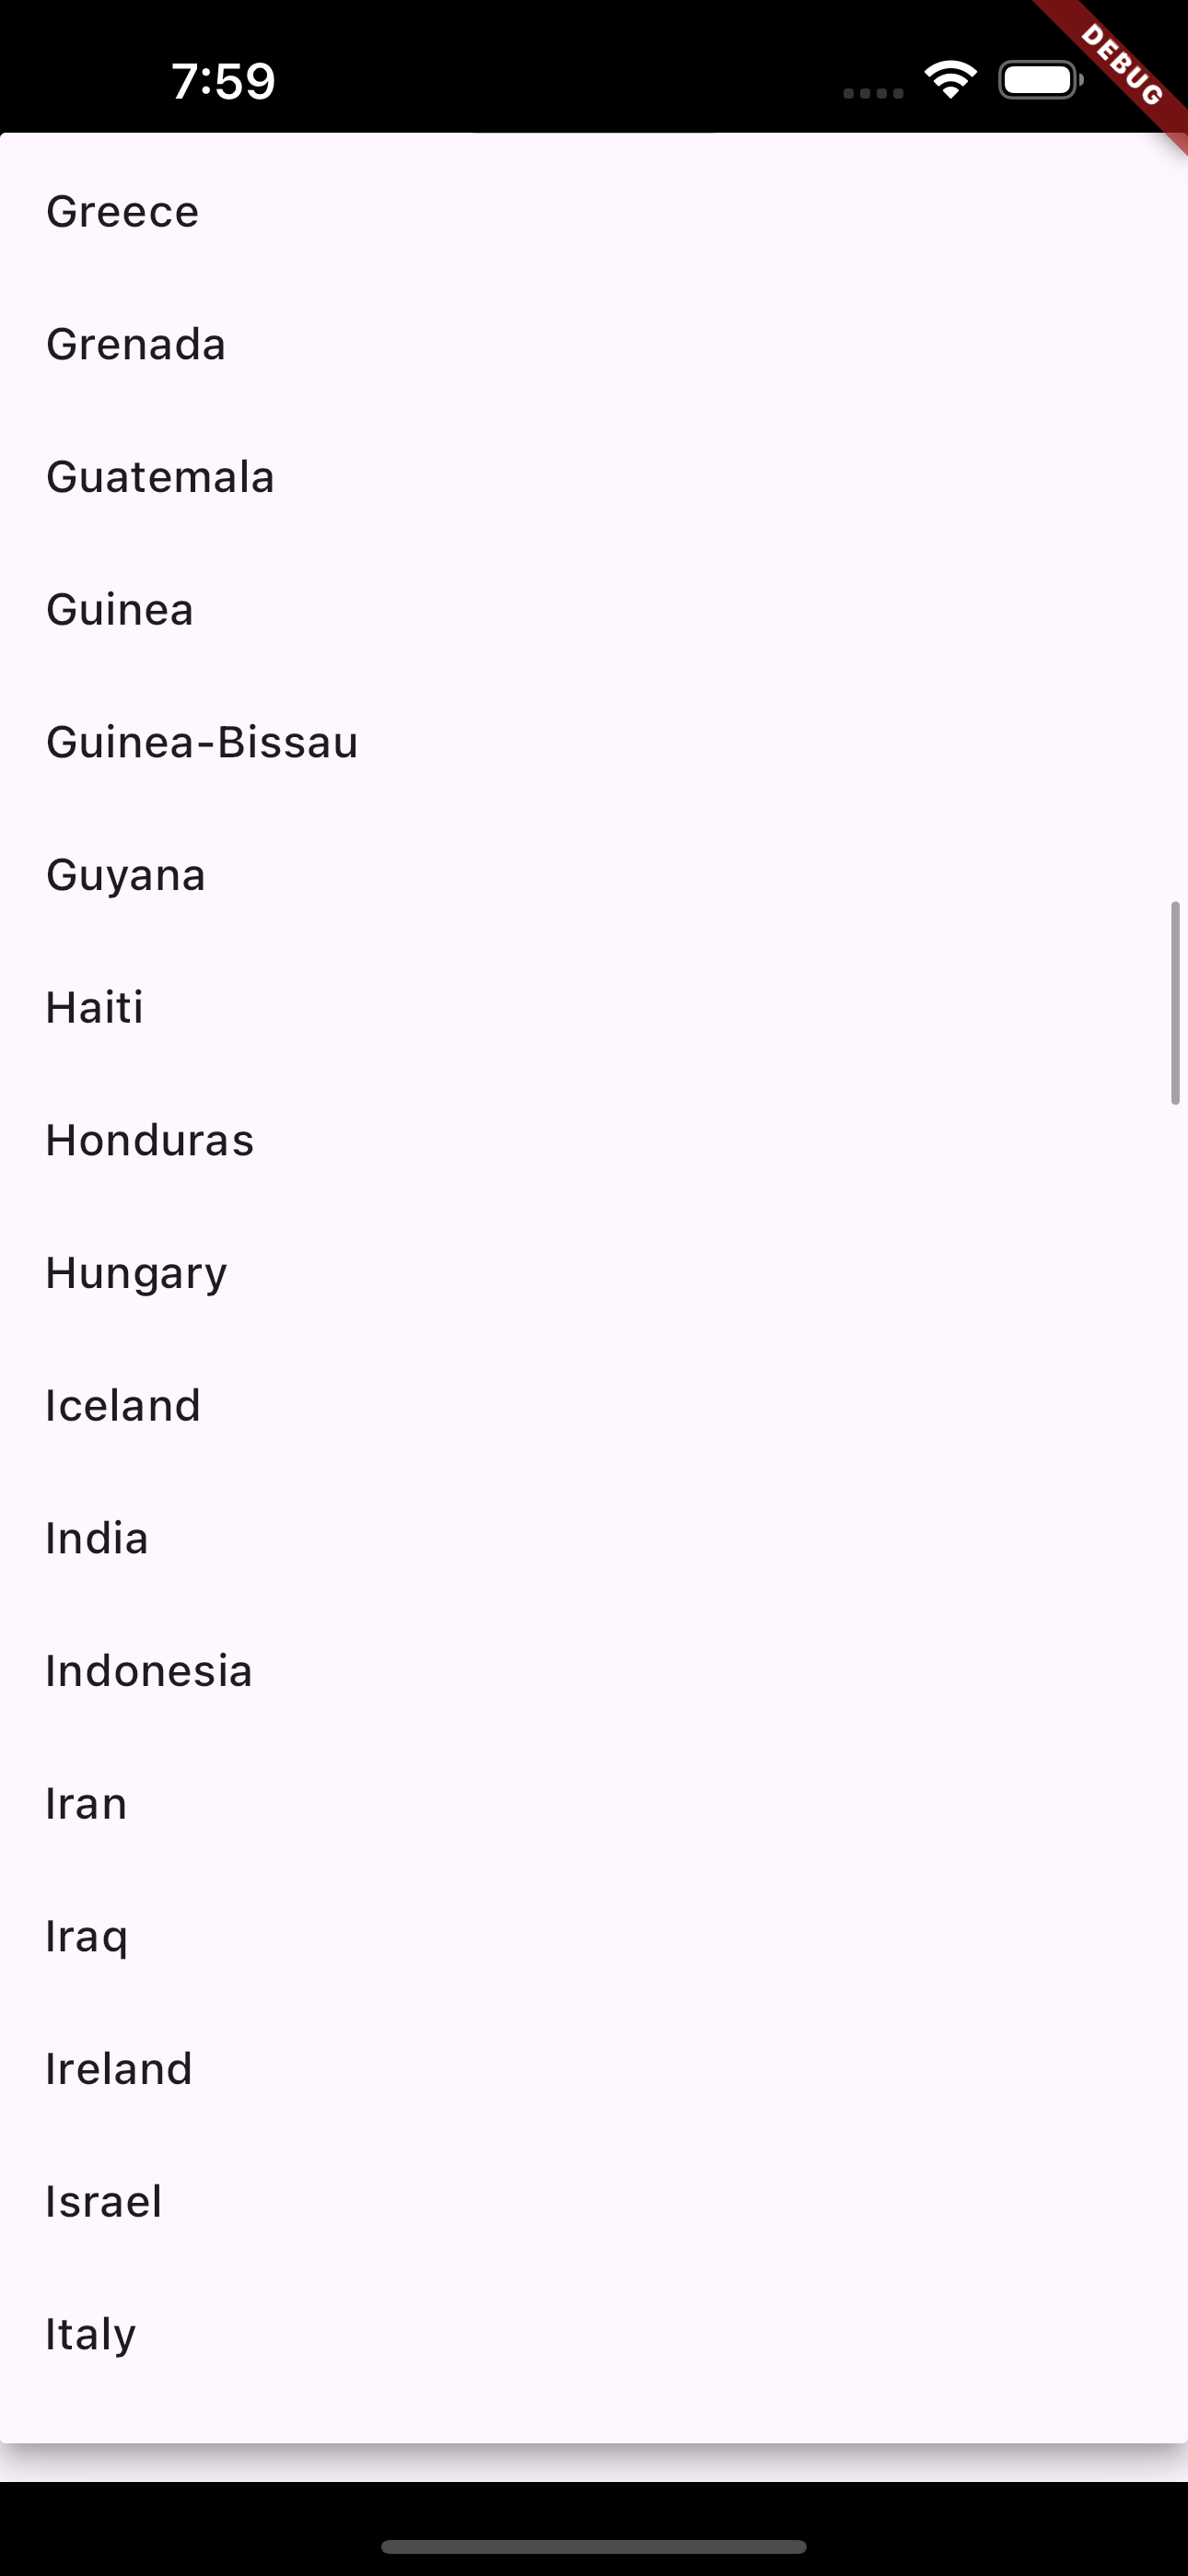 7:59
DEBUG
Greece
Grenada
Guatemala
Guinea
Guinea-Bissau
Guyana
Haiti
Honduras
Hungary
Iceland
India
Indonesia
Iran
Iraq
Ireland
Israel
Italy